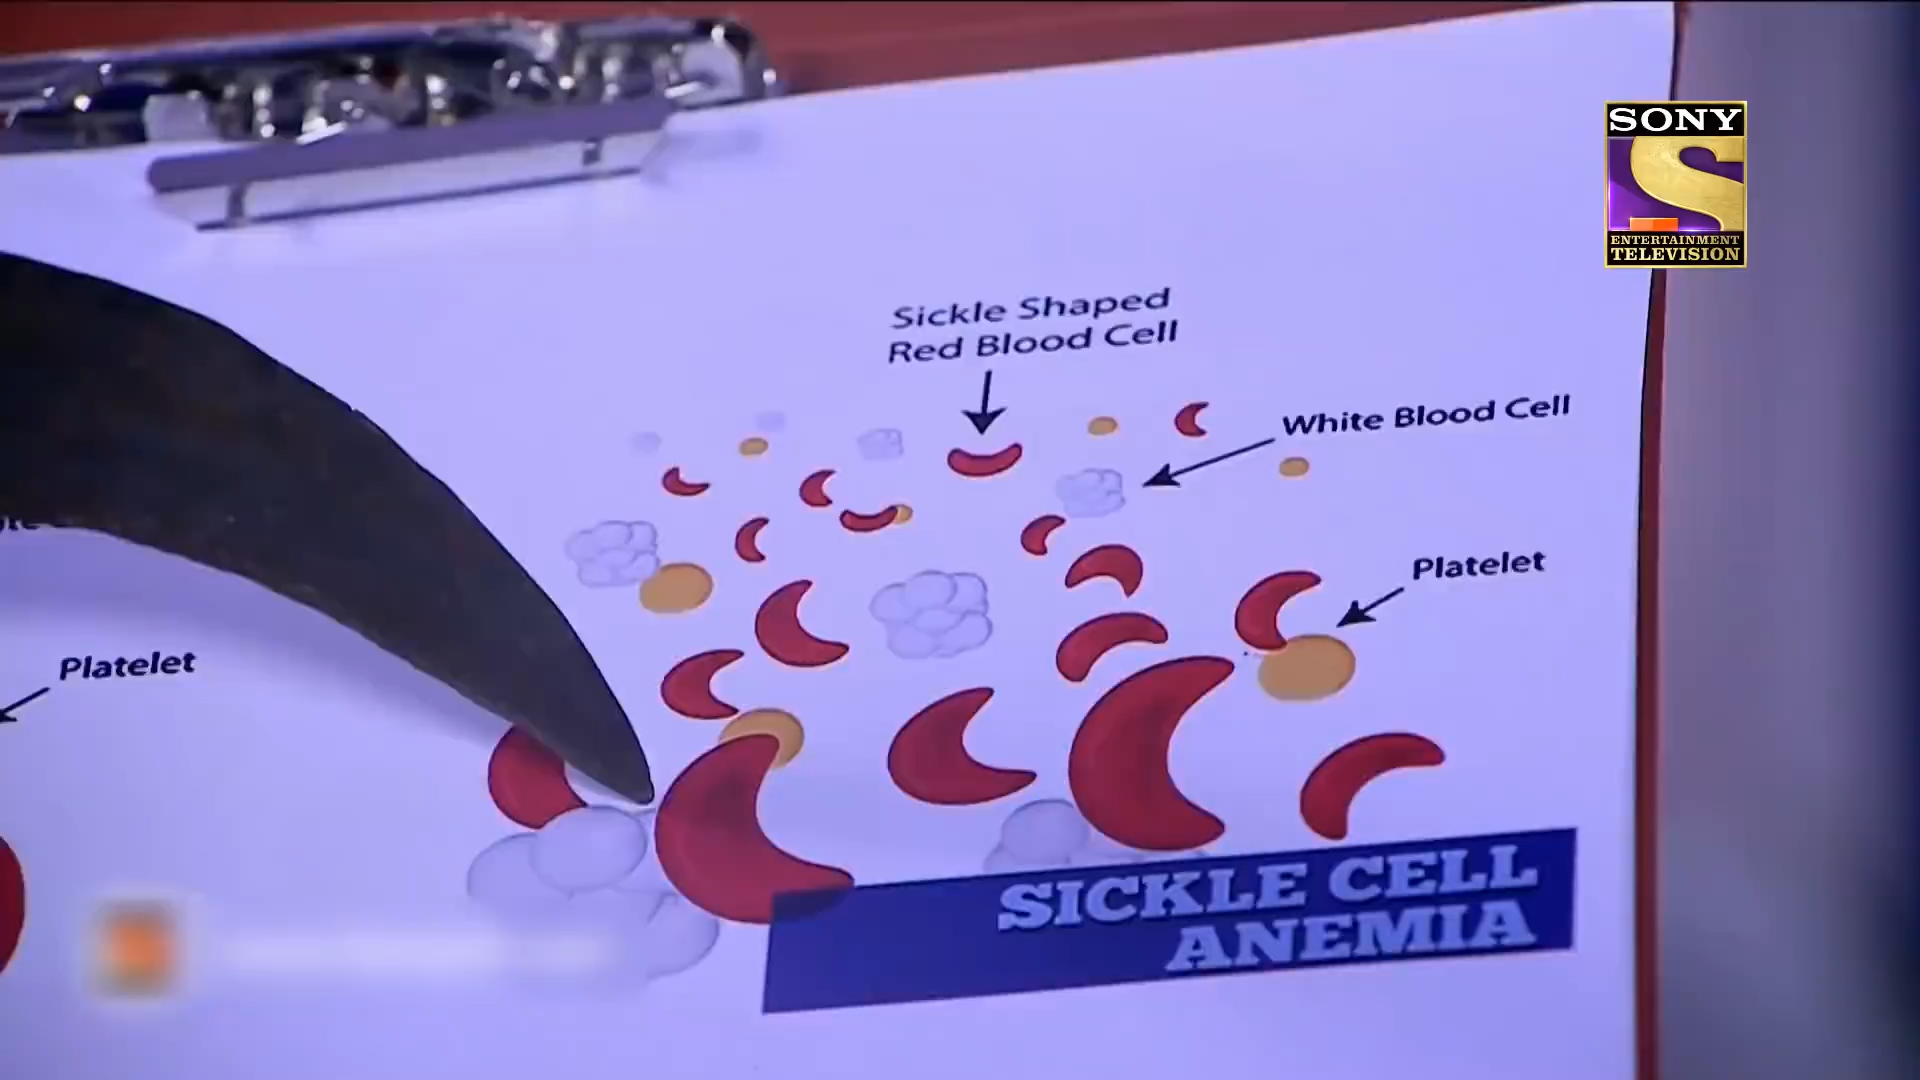 SONY
ENTERTAINMENT
TELEVISION
Sickle Shaped
Red Blood Cell
White Blood Cell
Platelet
Platelet
SICKLE CELL
ANEMIA